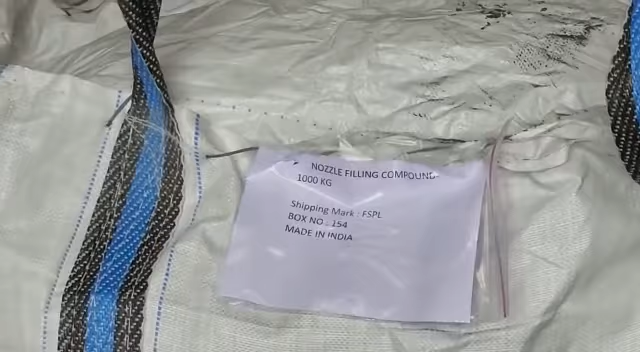 NOZZLE FILLING COMPOUND-
1000 KG
Shipping Mark : FSPL
BOX NO : 154
MADE IN INDIA